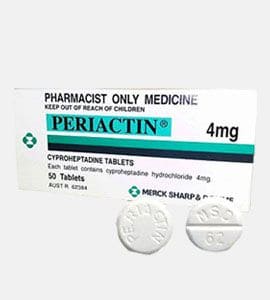 PHARMACIST ONLY MEDICINE
KEEP OUT OF REACH OF CHILDREN
PERIACTIN® 4mg
CYPROHEPTADINE TABLETS
Each tablet contains cyproheptadine hydrochloride 4mg
50 Tablets
AUST R 62384
MERCK SHARP &
PERIACTIN
MSD
62